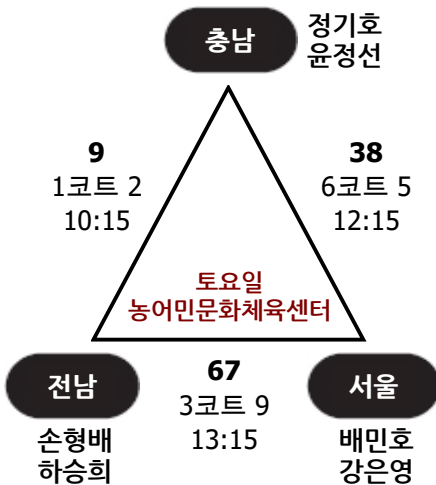 충남
정기호
윤정선
9
1코트 2
10:15
38
6코트 5
12:15
토요일
농어민문화체육센터
전남
손형배
하승희
67
3코트 9
13:15
서울
배민호
강은영